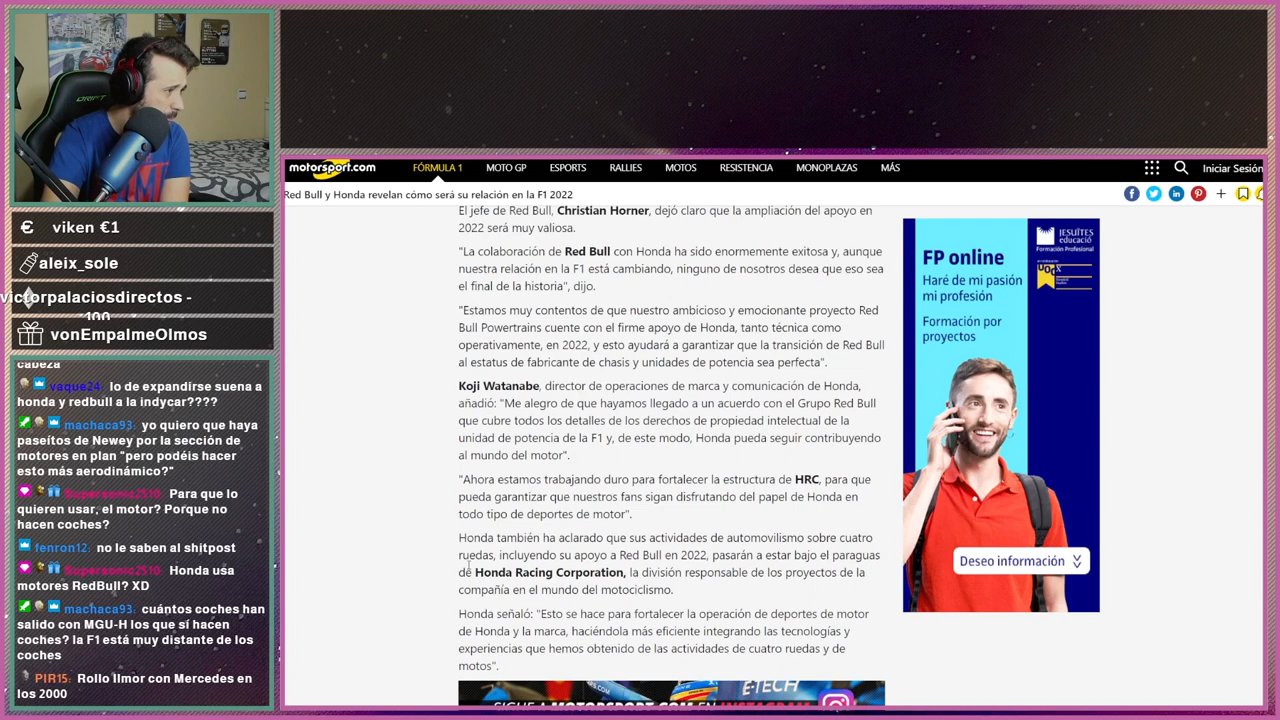 DRIFT
€ viken €1
aleix_sole
victorpalaciosdirectos -
100
vonEmpalmeOlmos
cabeza
vaque24: lo de expandirse suena a
honda y redbull a la indycar????
machaca93: yo quiero que haya
paseítos de Newey por la sección de
motores en plan "pero podéis hacer
esto más aerodinámico?"
Supersonic2510: Para que lo
quieren usar, el motor? Porque no
hacen coches?
fenron12: no le saben al shitpost
Supersonic2510: Honda usa
motores RedBull? XD
machaca93: cuántos coches han
salido con MGU-H los que sí hacen
coches? la F1 está muy distante de los
coches
PIR15: Rollo Ilmor con Mercedes en
los 2000
motorsport.com FÓRMULA 1 MOTO GP ESPORTS RALLIES MOTOS RESISTENCIA MONOPLAZAS MÁS Iniciar Sesión
Red Bull y Honda revelan cómo será su relación en la F1 2022
El jefe de Red Bull, Christian Horner, dejó claro que la ampliación del apoyo en
2022 será muy valiosa.
"La colaboración de Red Bull con Honda ha sido enormemente exitosa y, aunque
nuestra relación en la F1 está cambiando, ninguno de nosotros desea que eso sea
el final de la historia", dijo.
"Estamos muy contentos de que nuestro ambicioso y emocionante proyecto Red
Bull Powertrains cuente con el firme apoyo de Honda, tanto técnica como
operativamente, en 2022, y esto ayudará a garantizar que la transición de Red Bull
al estatus de fabricante de chasis y unidades de potencia sea perfecta".
Koji Watanabe, director de operaciones de marca y comunicación de Honda,
añadió: "Me alegro de que hayamos llegado a un acuerdo con el Grupo Red Bull
que cubre todos los detalles de los derechos de propiedad intelectual de la
unidad de potencia de la F1 y, de este modo, Honda pueda seguir contribuyendo
al mundo del motor".
"Ahora estamos trabajando duro para fortalecer la estructura de HRC, para que
pueda garantizar que nuestros fans sigan disfrutando del papel de Honda en
todo tipo de deportes de motor".
Honda también ha aclarado que sus actividades de automovilismo sobre cuatro
ruedas, incluyendo su apoyo a Red Bull en 2022, pasarán a estar bajo el paraguas
de Honda Racing Corporation, la división responsable de los proyectos de la
compañía en el mundo del motociclismo.
Honda señaló: "Esto se hace para fortalecer la operación de deportes de motor
de Honda y la marca, haciéndola más eficiente integrando las tecnologías y
experiencias que hemos obtenido de las actividades de cuatro ruedas y de
motos".
SIGUE A MOTORSPORT.COM EN INSTAGRAM
E-TECH
JESUÏTES
educació
Formación Profesional
UOC
FP online
Haré de mi pasión
mi profesión
Formación por
proyectos
Deseo información